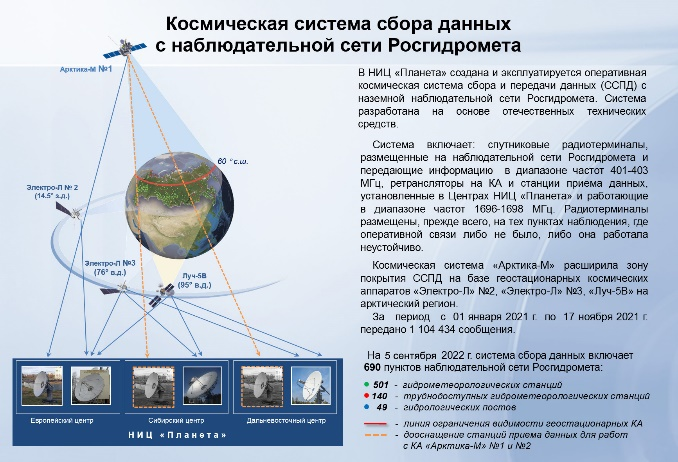 Космическая система сбора данных
с наблюдательной сети Росгидромета
Арктика-М №1
60 °с.ш.
Электро-Л № 2
(14.5° з.д.)
Электро-Л №3
(76° в.д.)
Луч-5В
(95° в.д.)
Европейский центр
Сибирский центр
Дальневосточный центр
НИЦ «Планета»
В НИЦ «Планета» создана и эксплуатируется оперативная
космическая система сбора и передачи данных (ССПД) с
наземной наблюдательной сети Росгидромета. Система
разработана на основе отечественных технических
средств.
Система включает: спутниковые радиотерминалы,
размещенные на наблюдательной сети Росгидромета и
передающие информацию в диапазоне частот 401-403
МГц, ретрансляторы на КА и станции приема данных,
установленные в Центрах НИЦ «Планета» и работающие
в диапазоне частот 1696-1698 МГц. Радиотерминалы
размещены, прежде всего, на тех пунктах наблюдения, где
оперативной связи либо не было, либо она работала
неустойчиво.
Космическая система «Арктика-М» расширила зону
покрытия ССПД на базе геостационарных космических
аппаратов «Электро-Л» №2, «Электро-Л» №3, «Луч-5В» на
арктический регион.
За период с 01 января 2021 г. по 17 ноября 2021 г.
передано 1 104 434 сообщения.
На 5 сентября 2022 г. система сбора данных включает
690 пунктов наблюдательной сети Росгидромета:
501 - гидрометеорологических станций
140 - труднодоступных гидрометеорологических станций
49 - гидрологических постов
- линия ограничения видимости геостационарных КА
- дооснащение станций приема данных для работ
с КА «Арктика-М» №1 и №2